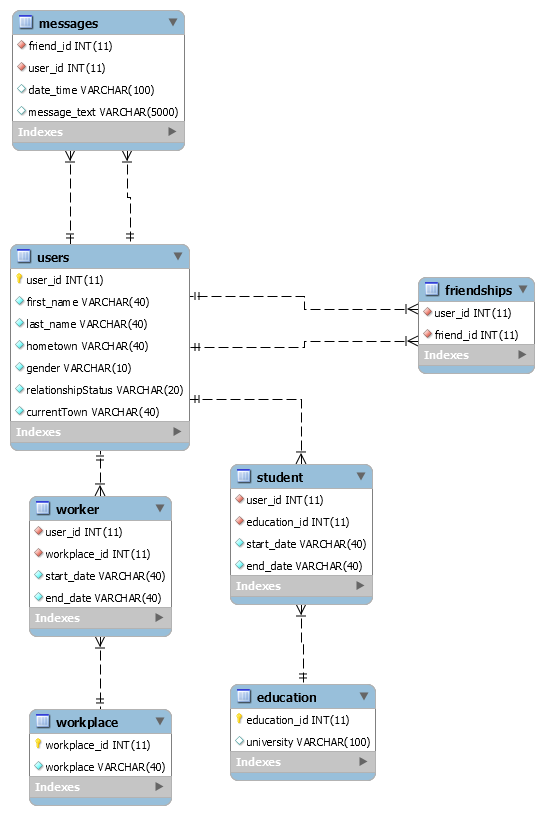 messages
friend_id INT(11)
user_id INT(11)
date_time VARCHAR(100)
message_text VARCHAR(5000)
Indexes
users
user_id INT(11)
first_name VARCHAR(40)
last_name VARCHAR(40)
hometown VARCHAR(40)
gender VARCHAR(10)
relationshipStatus VARCHAR(20)
currentTown VARCHAR(40)
Indexes
friendships
user_id INT(11)
friend_id INT(11)
Indexes
worker
user_id INT(11)
workplace_id INT(11)
start_date VARCHAR(40)
end_date VARCHAR(40)
Indexes
student
user_id INT(11)
education_id INT(11)
start_date VARCHAR(40)
end_date VARCHAR(40)
Indexes
workplace
workplace_id INT(11)
workplace VARCHAR(40)
Indexes
education
education_id INT(11)
university VARCHAR(100)
Indexes